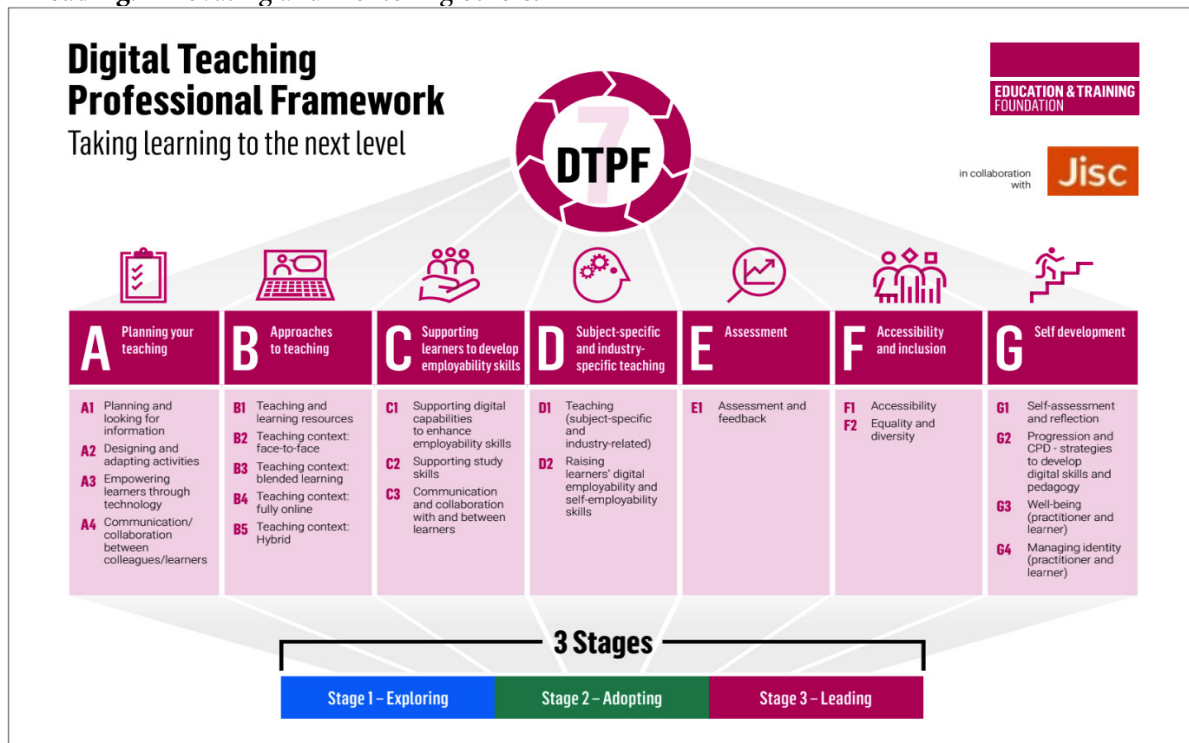 Digital Teaching
Professional Framework
Taking learning to the next level
7
DTPF
EDUCATION & TRAINING
FOUNDATION
in collaboration
with
Jisc
A
Planning your
teaching
A1 Planning and
looking for
information
A2 Designing and
adapting activities
A3 Empowering
learners through
technology
A4 Communication/
collaboration
between
colleagues/learners
B
Approaches
to teaching
B1 Teaching and
learning resources
B2 Teaching context:
face-to-face
B3 Teaching context:
blended learning
B4 Teaching context:
fully online
B5 Teaching context:
Hybrid
C
Supporting
learners to develop
employability skills
C1 Supporting digital
capabilities
to enhance
employability skills
C2 Supporting study
skills
C3 Communication
and collaboration
with and between
learners
D
Subject-specific
and industry-
specific teaching
D1 Teaching
(subject-specific
and
industry-related)
D2 Raising
learners' digital
employability and
self-employability
skills
E
Assessment
E1 Assessment and
feedback
F
Accessibility
and inclusion
F1 Accessibility
F2 Equality and
diversity
G
Self development
G1 Self-assessment
and reflection
G2 Progression and
CPD - strategies
to develop
digital skills and
pedagogy
G3 Well-being
(practitioner and
learner)
G4 Managing identity
(practitioner and
learner)
3 Stages
Stage 1 – Exploring
Stage 2 – Adopting
Stage 3 – Leading